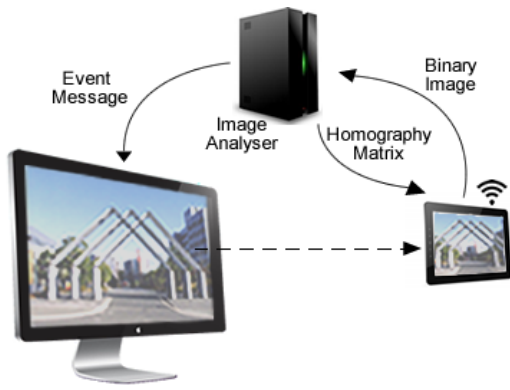 Event
Message
Image
Analyser
Binary
Image
Homography
Matrix